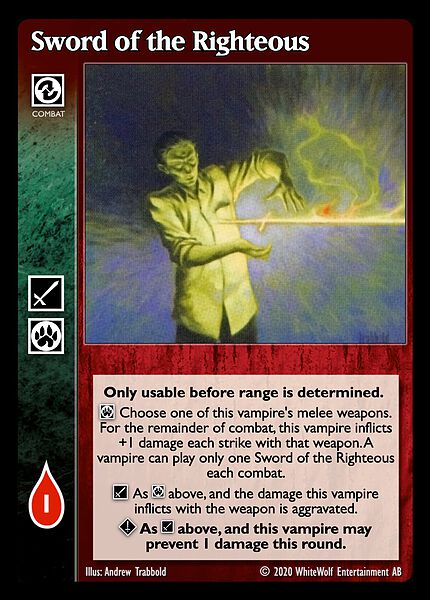 Sword of the Righteous
COMBAT
Only usable before range is determined.
Choose one of this vampire's melee weapons.
For the remainder of combat, this vampire inflicts
+1 damage each strike with that weapon. A
vampire can play only one Sword of the Righteous
each combat.
As above, and the damage this vampire
inflicts with the weapon is aggravated.
As above, and this vampire may
prevent 1 damage this round.
1
Illus: Andrew Trabbold © 2020 WhiteWolf Entertainment AB